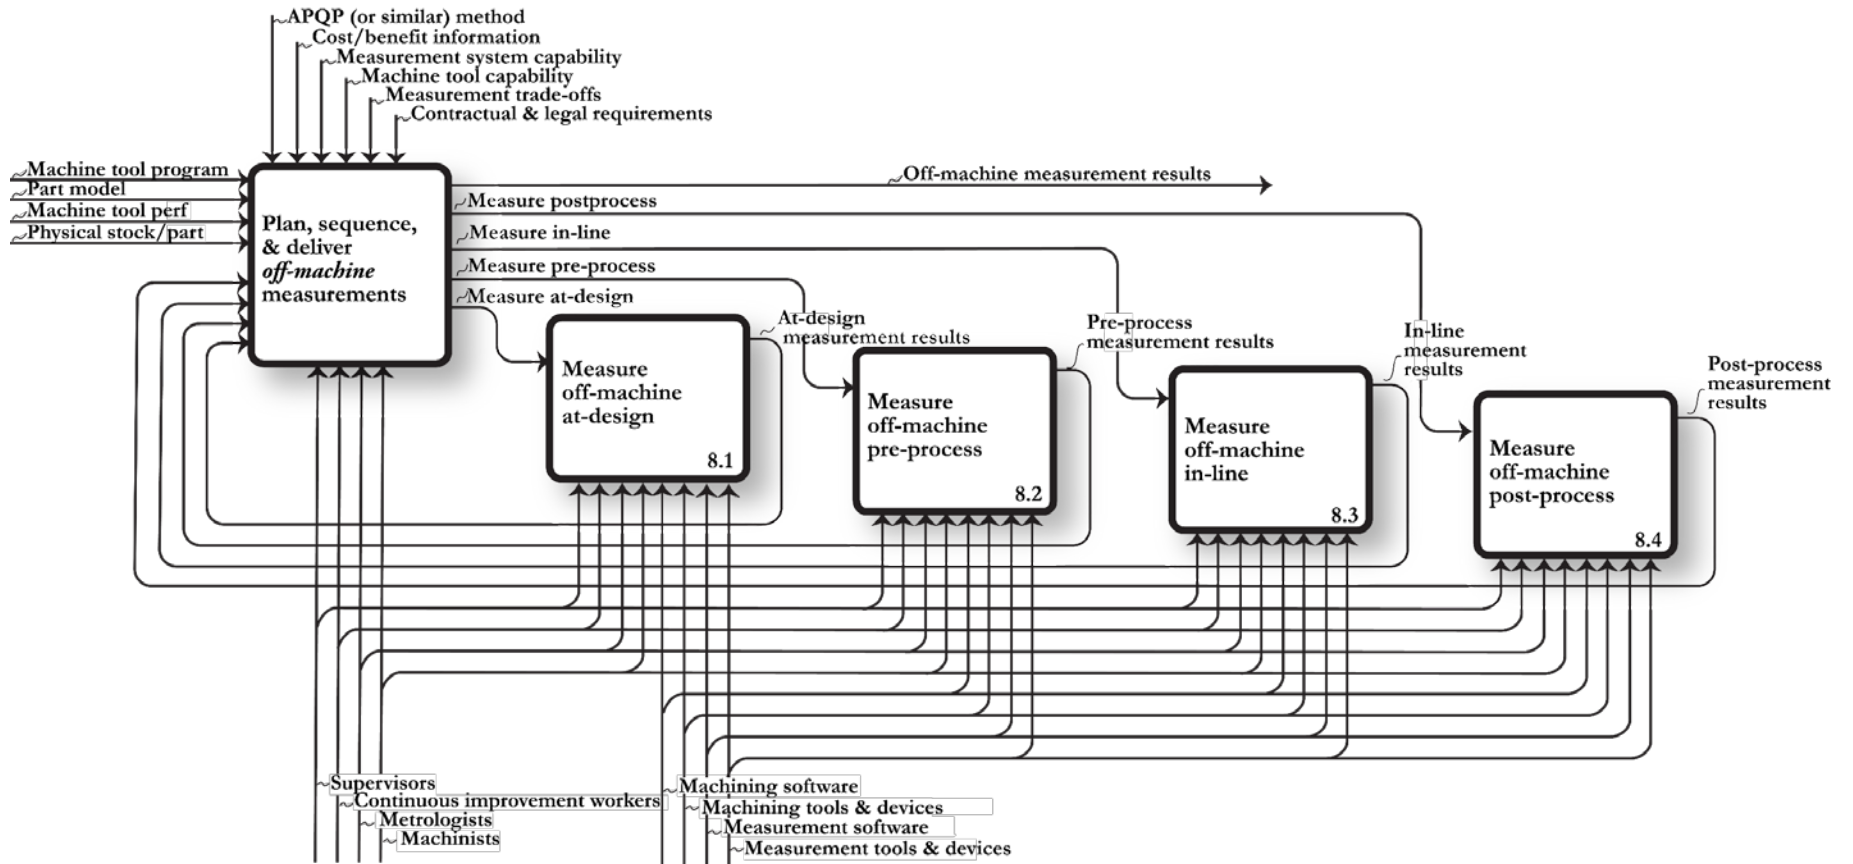 APQP (or similar) method
Cost/benefit information
Measurement system capability
Machine tool capability
Measurement trade-offs
Contractual & legal requirements
Machine tool program
Part model
Machine tool perf
Physical stock/part
Plan, sequence,
& deliver
off-machine
measurements
Off-machine measurement results
Measure postprocess
Measure in-line
Measure pre-process
Measure at-design
Measure
off-machine
at-design
8.1
At-design
measurement results
Measure
off-machine
pre-process
8.2
Pre-process
measurement results
Measure
off-machine
in-line
8.3
In-line
measurement
results
Measure
off-machine
post-process
8.4
Post-process
measurement
results
Supervisors
Continuous improvement workers
Metrologists
Machinists
Machining software
Machining tools & devices
Measurement software
Measurement tools & devices